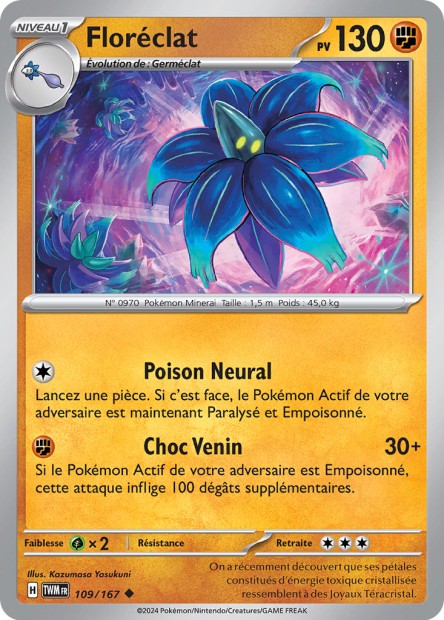 NIVEAU 1
Floréclat
PV 130
Évolution de : Germéclat
N° 0970 Pokémon Minerai Taille : 1,5 m Poids : 45,0 kg
Poison Neural
Lancez une pièce. Si c'est face, le Pokémon Actif de votre
adversaire est maintenant Paralysé et Empoisonné.
Choc Venin 30+
Si le Pokémon Actif de votre adversaire est Empoisonné,
cette attaque inflige 100 dégâts supplémentaires.
Faiblesse ×2 Résistance Retraite
Illus. Kazumasa Yasukuni
H TWM FR 109/167
On a récemment découvert que ses pétales
constitués d'énergie toxique cristallisée
ressemblent à des Joyaux Téracristal.
©2024 Pokémon/Nintendo/Creatures/GAME FREAK